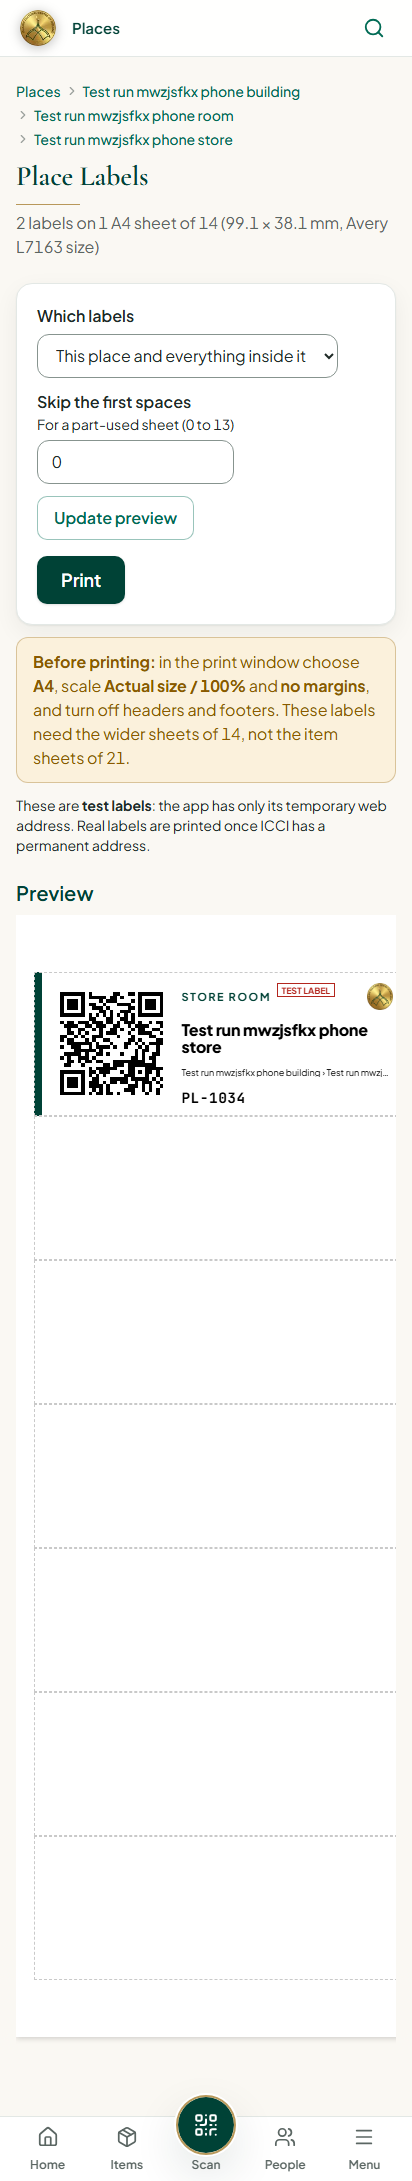 Places
Places > Test run mwzjsfkx phone building
> Test run mwzjsfkx phone room
> Test run mwzjsfkx phone store
Place Labels
2 labels on 1 A4 sheet of 14 (99.1 × 38.1 mm, Avery
L7163 size)
Which labels
This place and everything inside it
Skip the first spaces
For a part-used sheet (0 to 13)
0
Update preview
Print
Before printing: in the print window choose
A4, scale Actual size / 100% and no margins,
and turn off headers and footers. These labels
need the wider sheets of 14, not the item
sheets of 21.
These are test labels: the app has only its temporary web
address. Real labels are printed once ICCI has a
permanent address.
Preview
STORE ROOM TEST LABEL
Test run mwzjsfkx phone
store
Test run mwzjsfkx phone building › Test run mwzj...
PL-1034
Home Items Scan People Menu